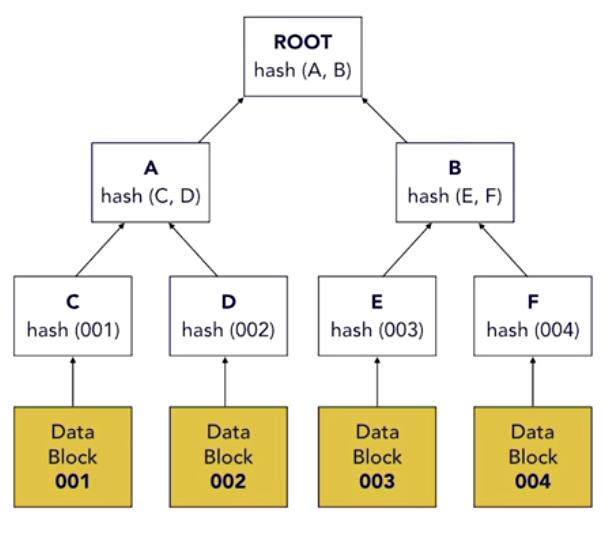 ROOT
hash (A, B)
A
hash (C, D)
B
hash (E, F)
C
hash (001)
D
hash (002)
E
hash (003)
F
hash (004)
Data
Block
001
Data
Block
002
Data
Block
003
Data
Block
004